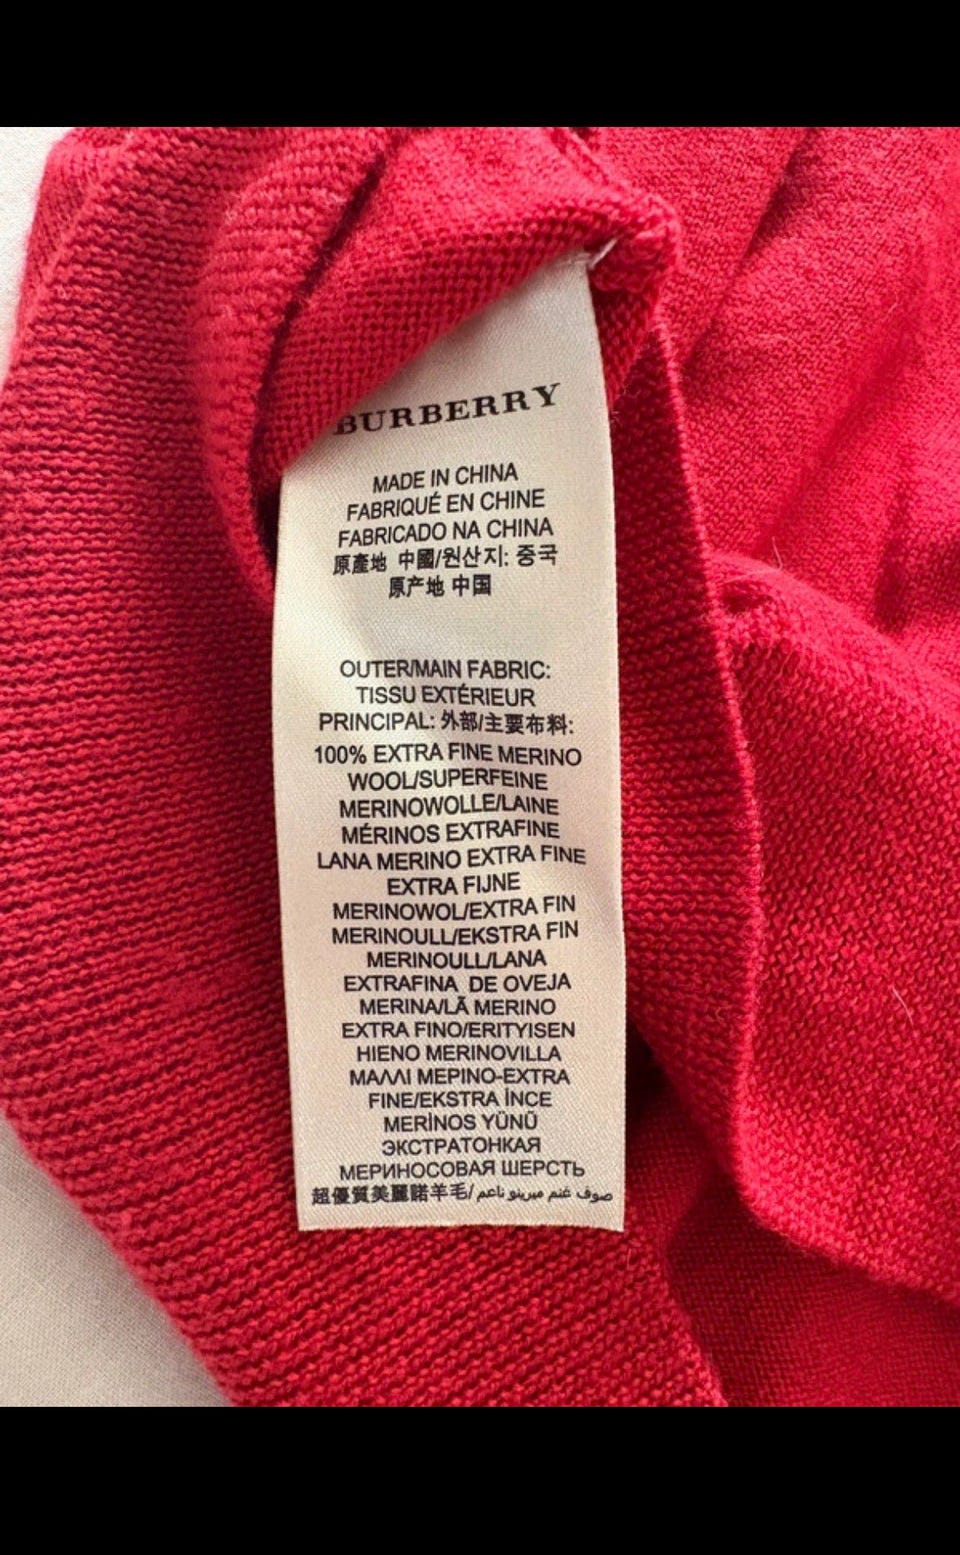 BURBERRY
MADE IN CHINA
FABRIQUÉ EN CHINE
FABRICADO NA CHINA
原產地 中國/원산지: 중국
原产地 中国
OUTER/MAIN FABRIC:
TISSU EXTÉRIEUR
PRINCIPAL: 外部/主要布料:
100% EXTRA FINE MERINO
WOOL/SUPERFEINE
MERINOWOLLE/LAINE
MÉRINOS EXTRAFINE
LANA MERINO EXTRA FINE
EXTRA FIJNE
MERINOWOL/EXTRA FIN
MERINOULL/EKSTRA FIN
MERINOULL/LANA
EXTRAFINA DE OVEJA
MERINA/LÃ MERINO
EXTRA FINO/ERITYISEN
HIENO MERINOVILLA
ΜΑΛΛΙ ΜΕΡΙΝΟ-EXTRA
FINE/EKSTRA İNCE
MERİNOS YÜNÜ
ЭКСТРАТОНКАЯ
МЕРИНОСОВАЯ ШЕРСТЬ
超優質美麗諾羊毛/صوف غنم ميرينو ناعم